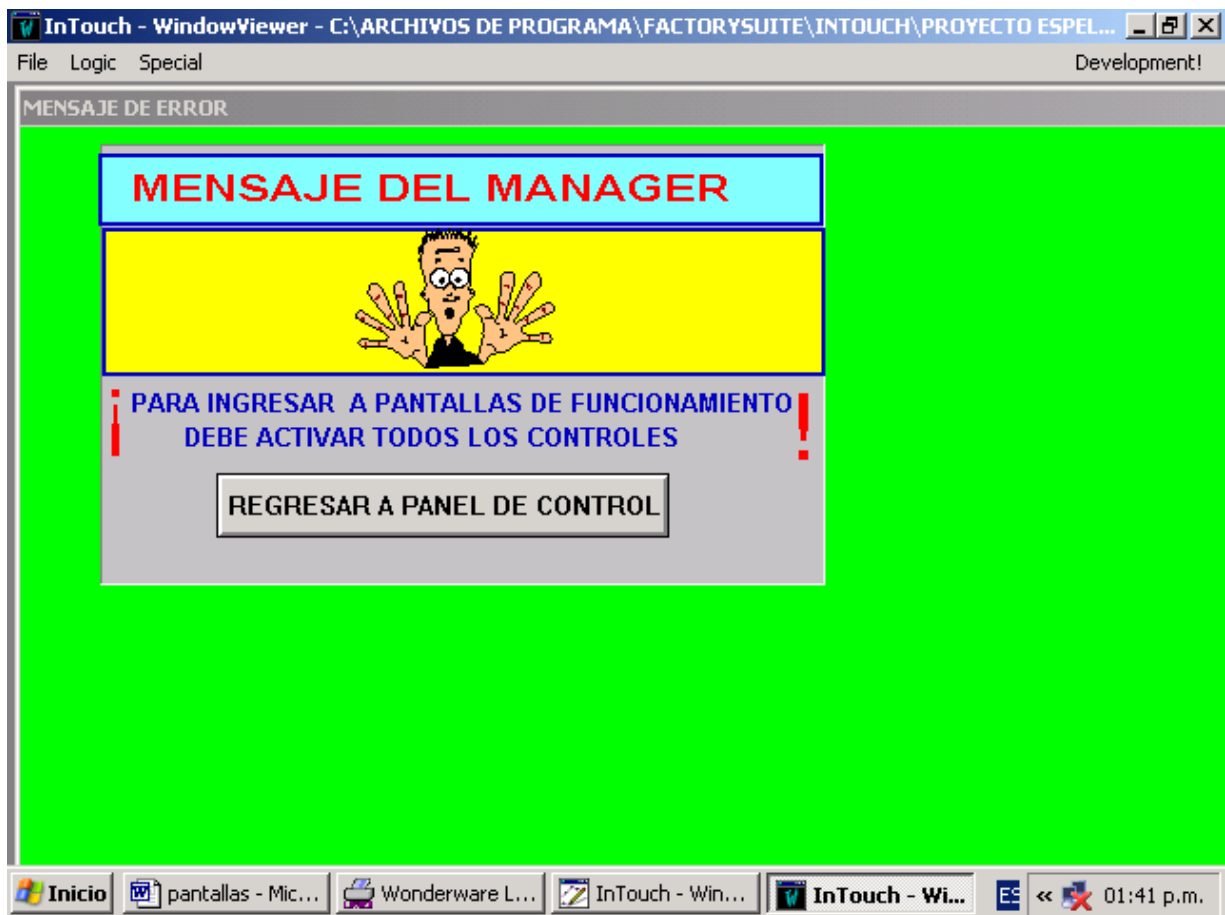 InTouch - WindowViewer - C:\ARCHIVOS DE PROGRAMA\FACTORYSUITE\INTOUCH\PROYECTO ESPEL...
File Logic Special Development!
MENSAJE DE ERROR
MENSAJE DEL MANAGER
¡PARA INGRESAR A PANTALLAS DE FUNCIONAMIENTO
DEBE ACTIVAR TODOS LOS CONTROLES!
REGRESAR A PANEL DE CONTROL
Inicio pantallas - Mic... Wonderware L... InTouch - Win... InTouch - Wi... ES « 01:41 p.m.